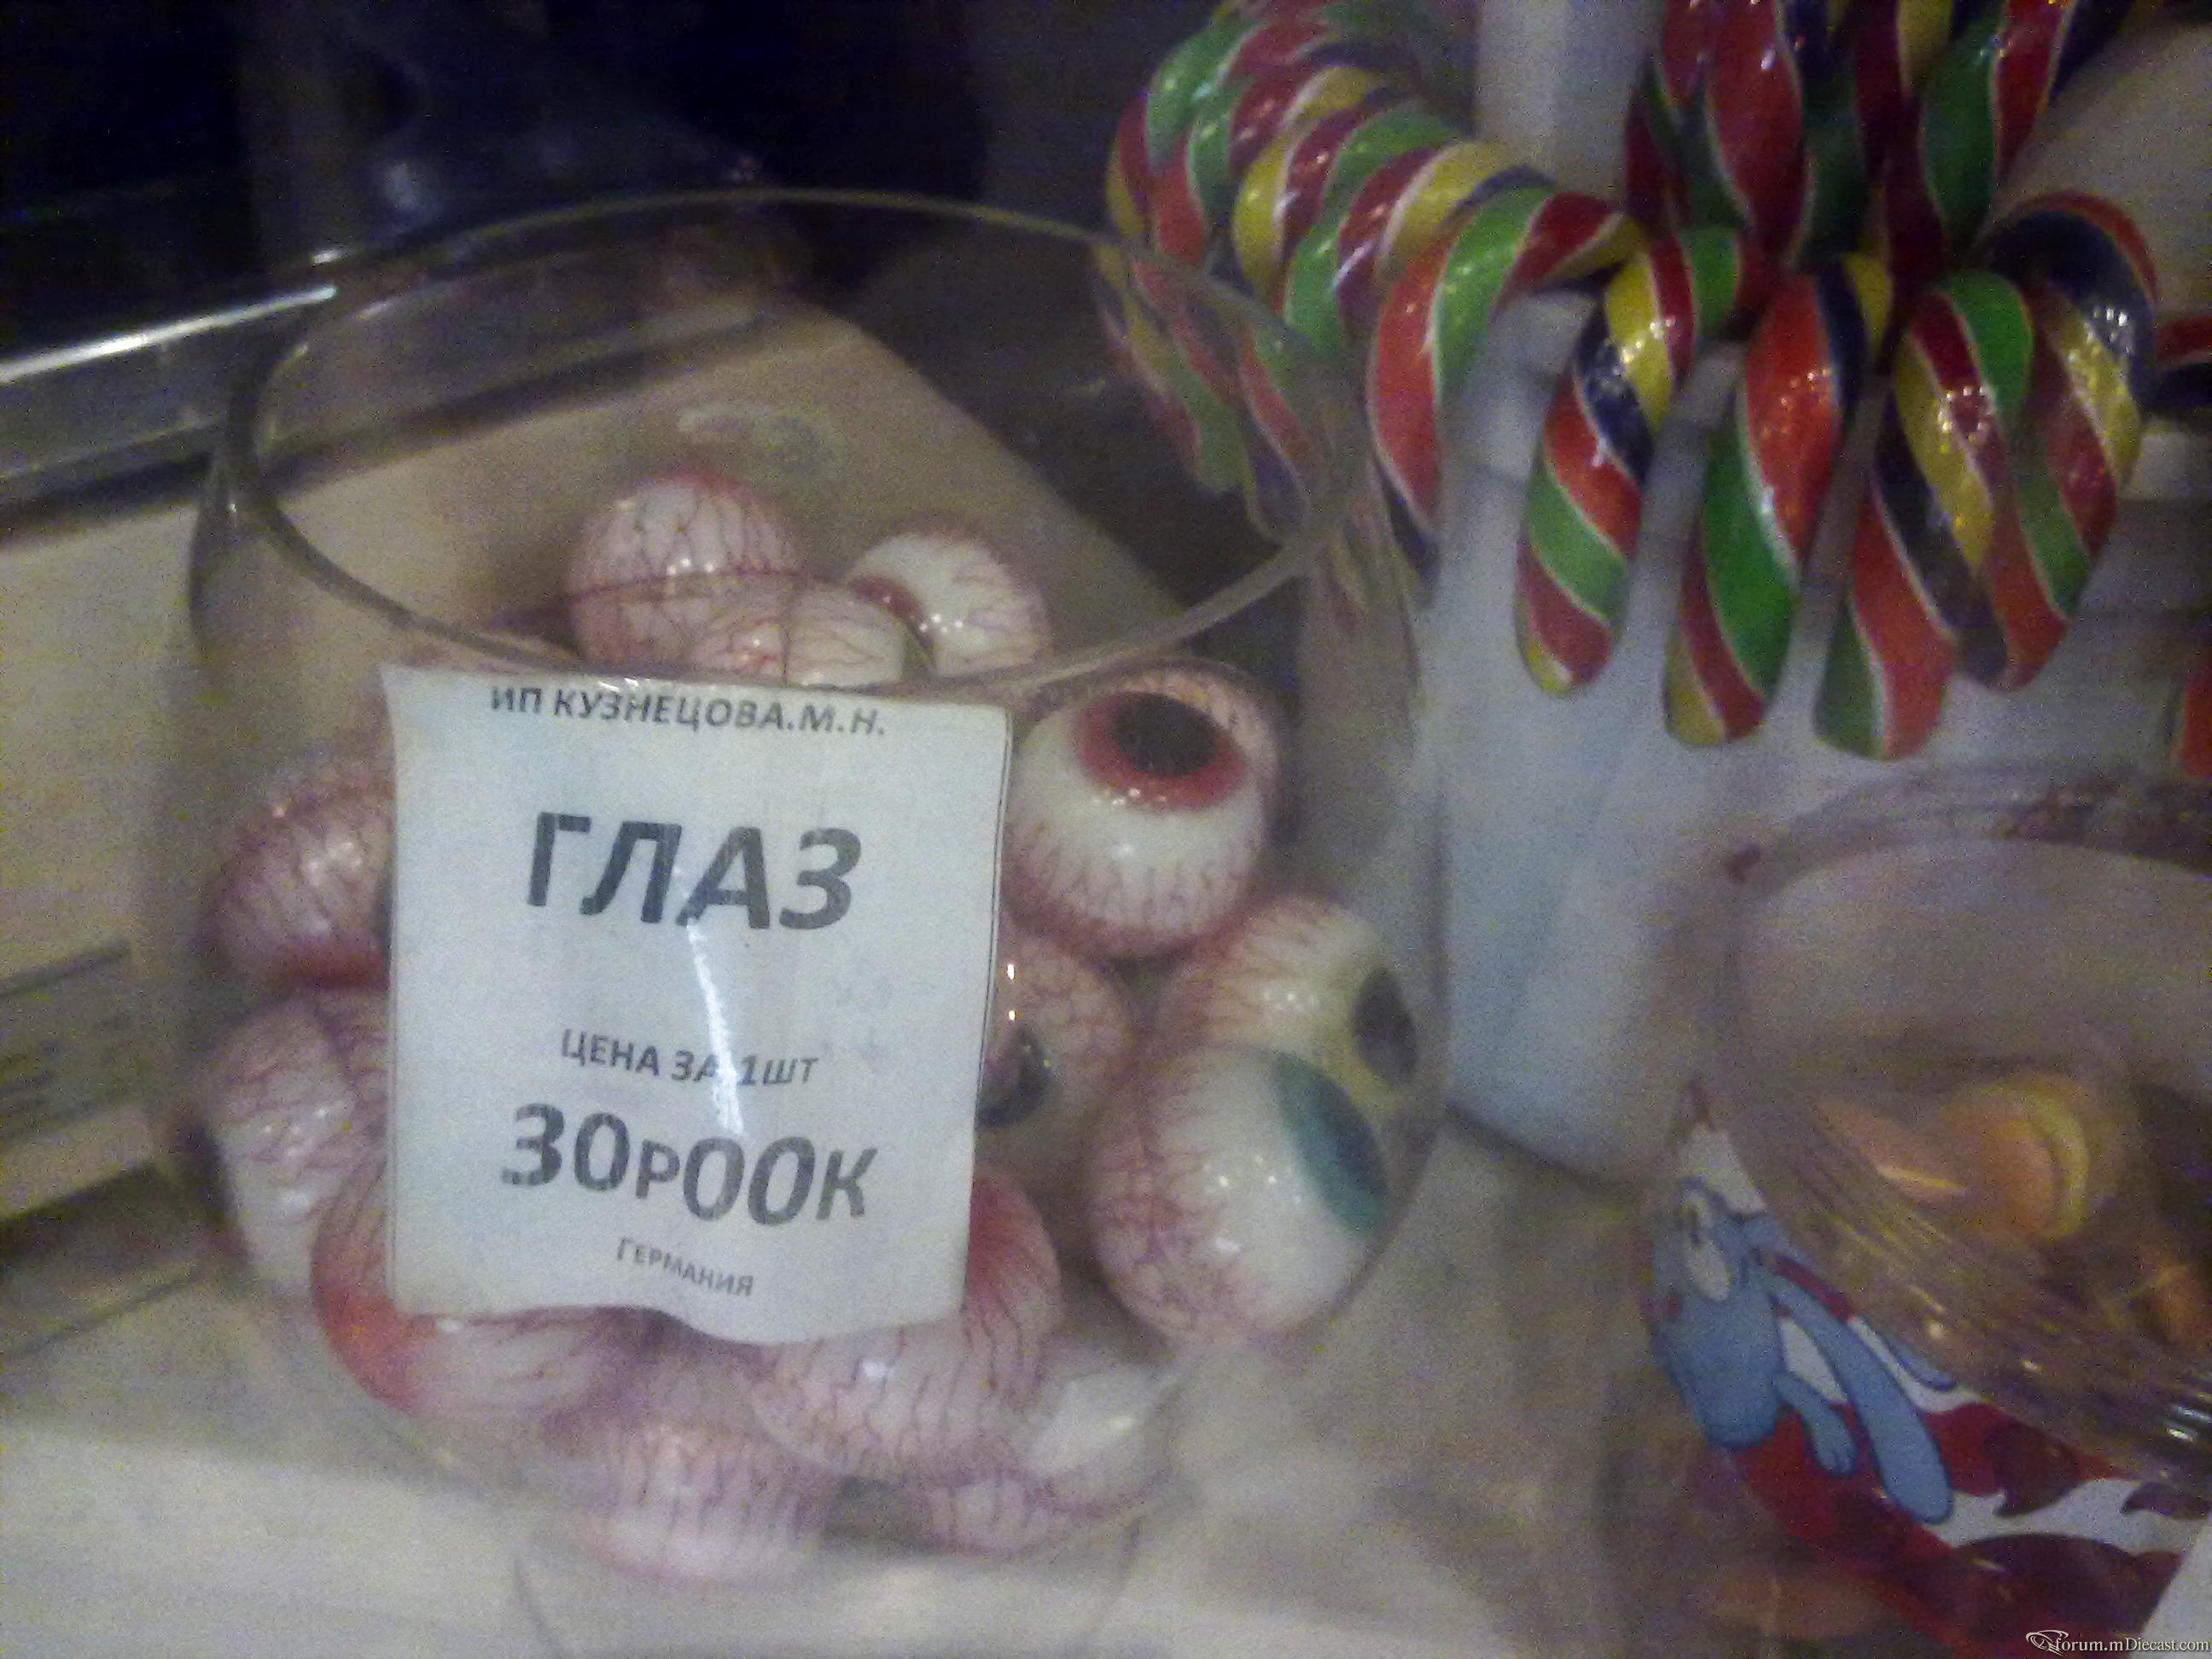 ИП КУЗНЕЦОВА.М.Н.
ГЛАЗ
ЦЕНА ЗА 1ШТ
30Р00К
ГЕРМАНИЯ
forum.mDiecast.com